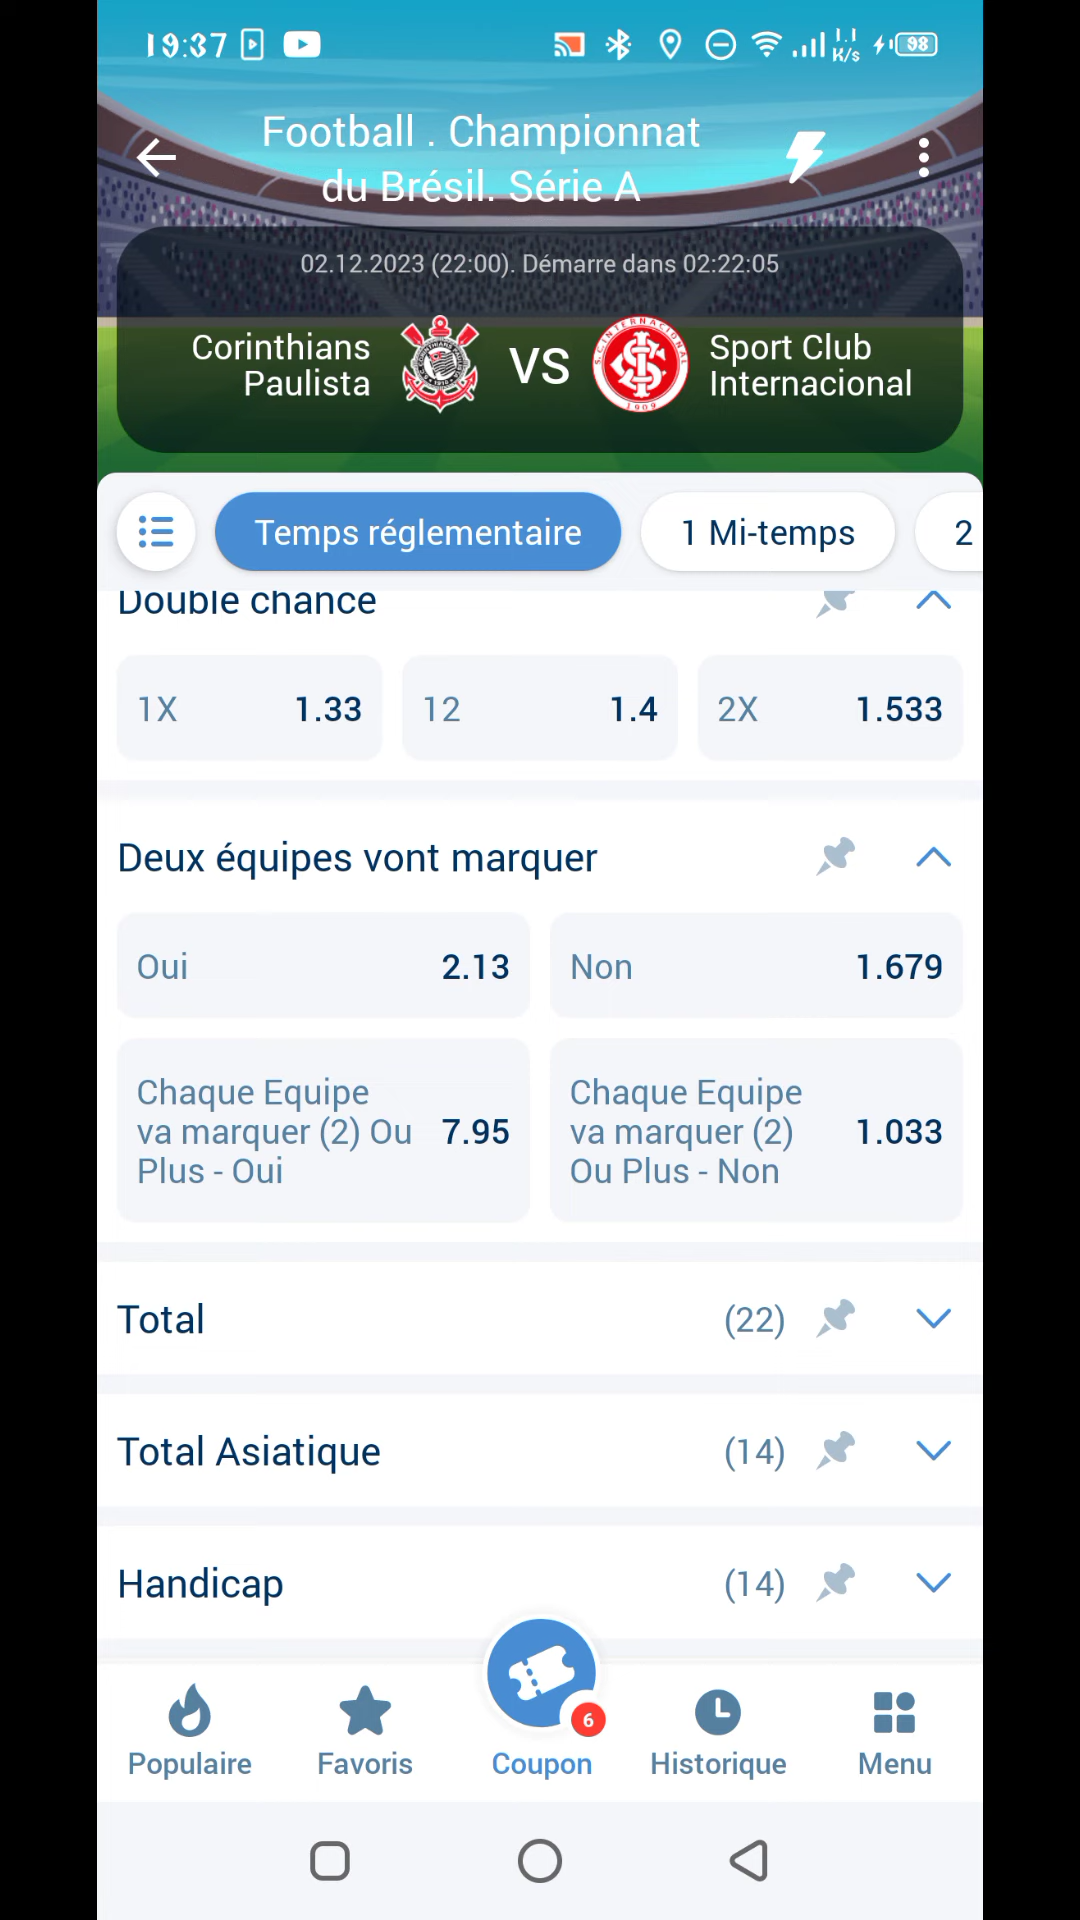 19:37
1.1
K/s
98
Football . Championnat
du Brésil. Série A
02.12.2023 (22:00). Démarre dans 02:22:05
Corinthians
Paulista
VS
Sport Club
Internacional
S.C. INTERNACIONAL
1909
Temps réglementaire
1 Mi-temps
2
Double chance
1X 1.33
12 1.4
2X 1.533
Deux équipes vont marquer
Oui 2.13
Non 1.679
Chaque Equipe
va marquer (2) Ou
Plus - Oui
7.95
Chaque Equipe
va marquer (2)
Ou Plus - Non
1.033
Total (22)
Total Asiatique (14)
Handicap (14)
6
Populaire
Favoris
Coupon
Historique
Menu